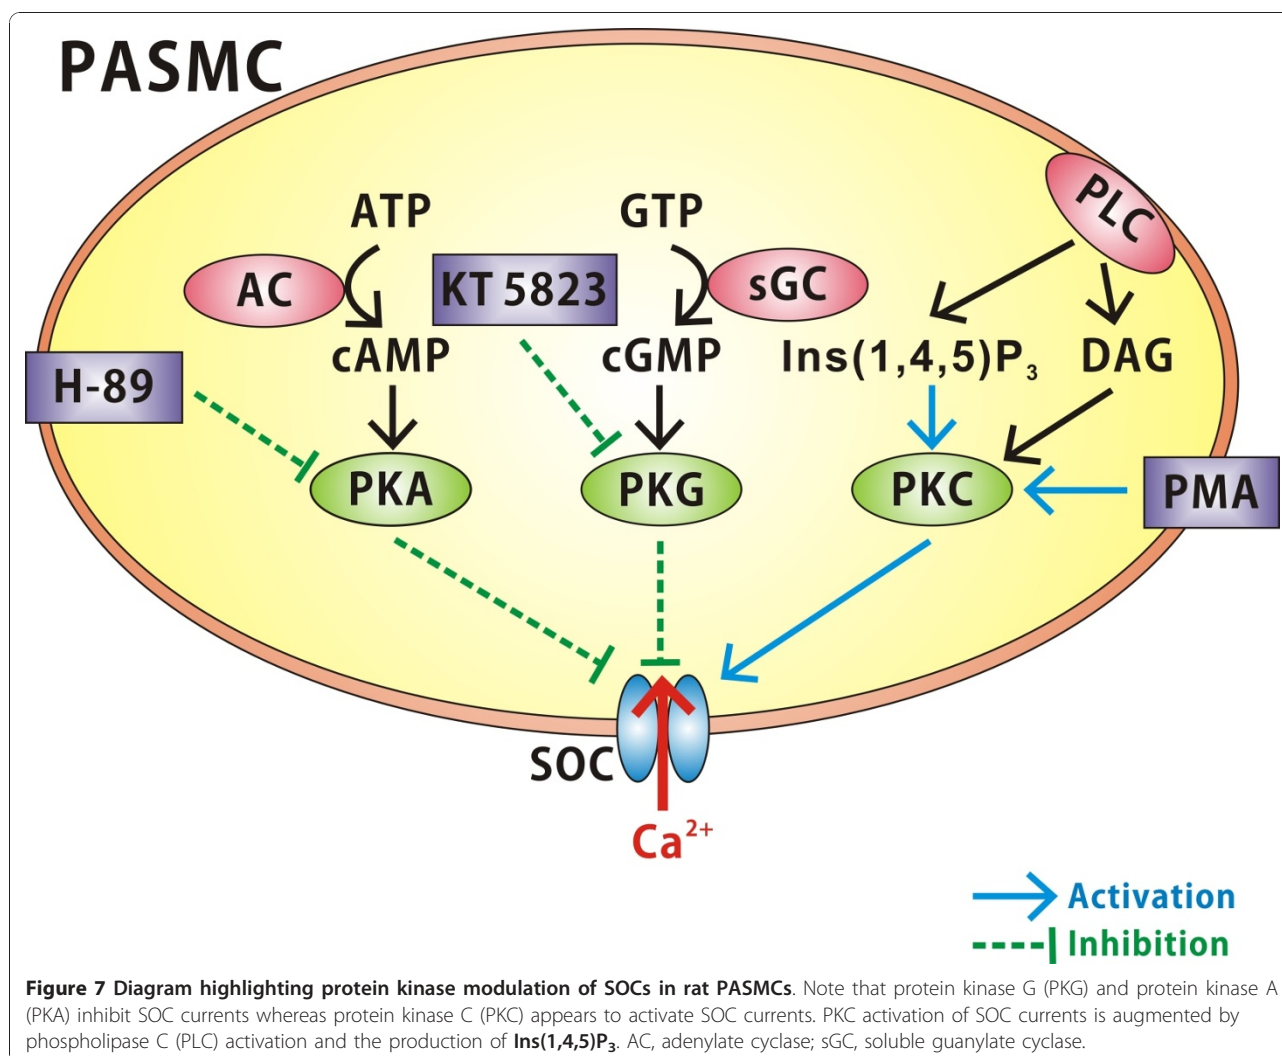 PASMC
PLC
ATP
GTP
AC
KT 5823
sGC
cAMP
cGMP
Ins(1,4,5)P₃
DAG
H-89
PKA
PKG
PKC
PMA
SOC
Ca²⁺
Activation
Inhibition
Figure 7 Diagram highlighting protein kinase modulation of SOCs in rat PASMCs. Note that protein kinase G (PKG) and protein kinase A
(PKA) inhibit SOC currents whereas protein kinase C (PKC) appears to activate SOC currents. PKC activation of SOC currents is augmented by
phospholipase C (PLC) activation and the production of Ins(1,4,5)P₃. AC, adenylate cyclase; sGC, soluble guanylate cyclase.